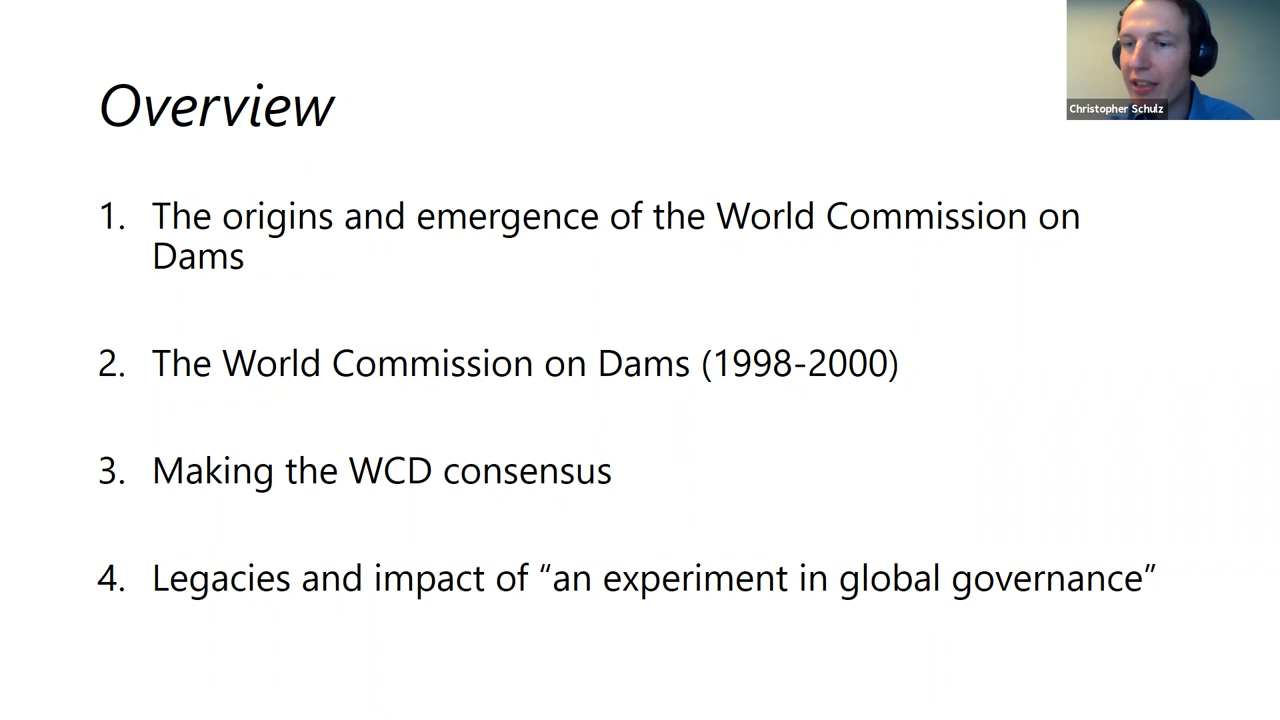 Overview
Christopher Schulz
1. The origins and emergence of the World Commission on
Dams
2. The World Commission on Dams (1998-2000)
3. Making the WCD consensus
4. Legacies and impact of “an experiment in global governance”